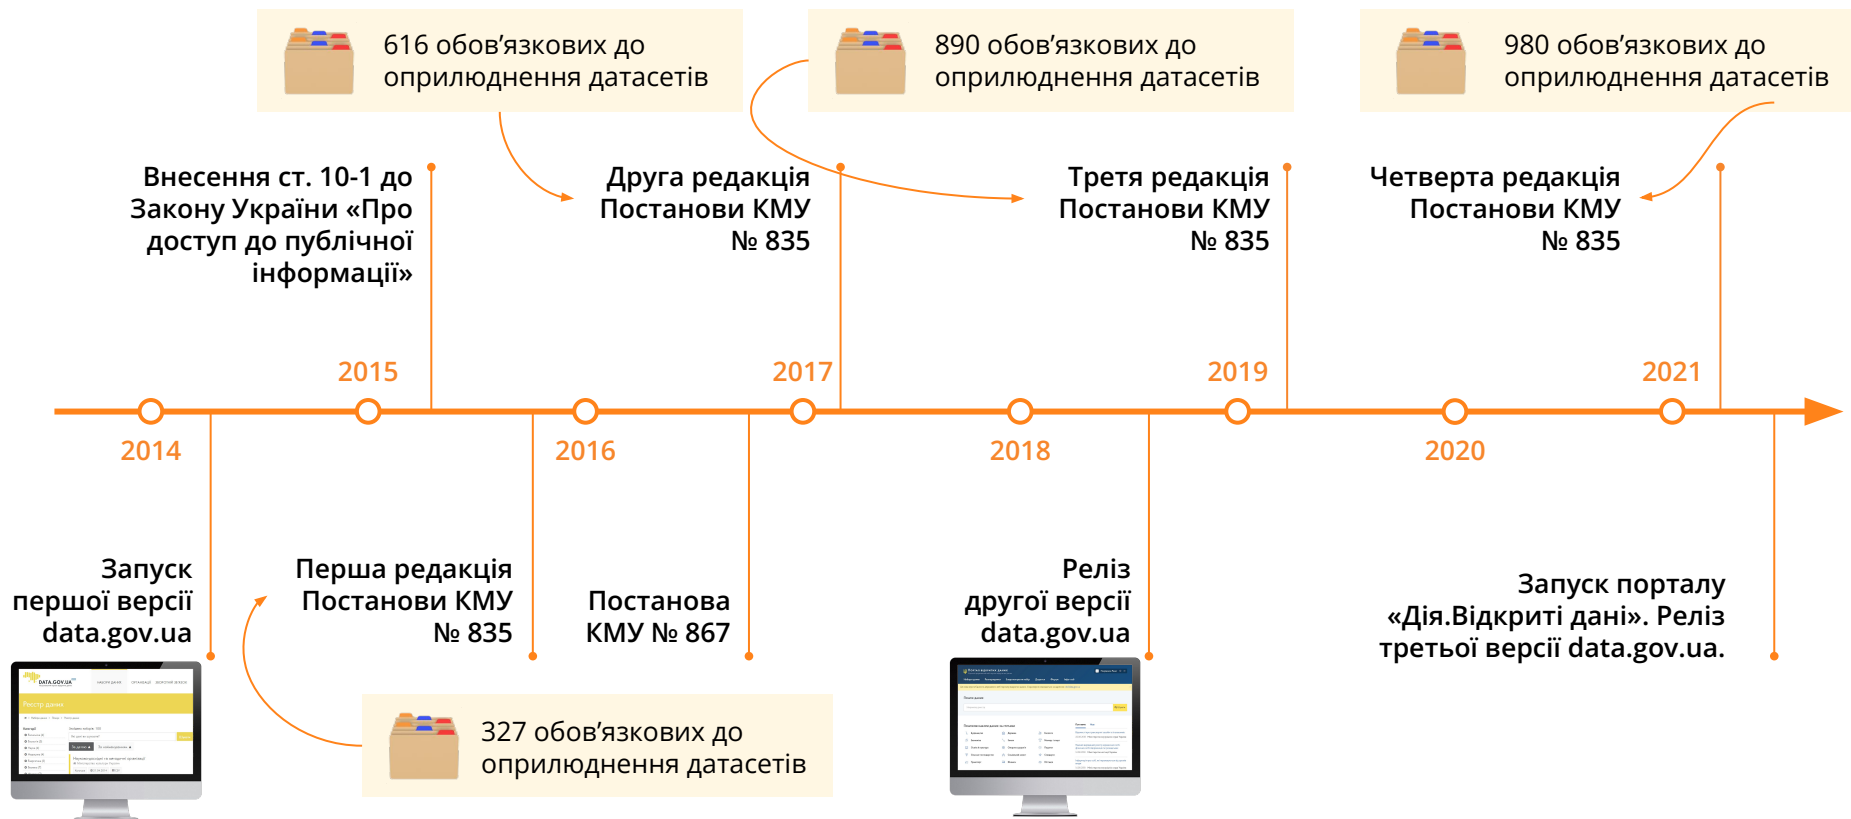 616 обов’язкових до
оприлюднення датасетів
890 обов’язкових до
оприлюднення датасетів
980 обов’язкових до
оприлюднення датасетів
Внесення ст. 10-1 до
Закону України «Про
доступ до публічної
інформації»
Друга редакція
Постанови КМУ
№ 835
Третя редакція
Постанови КМУ
№ 835
Четверта редакція
Постанови КМУ
№ 835
2015
2017
2019
2021
2014
2016
2018
2020
Запуск
першої версії
data.gov.ua
Перша редакція
Постанови КМУ
№ 835
Постанова
КМУ № 867
Реліз
другої версії
data.gov.ua
Запуск порталу
«Дія.Відкриті дані». Реліз
третьої версії data.gov.ua.
DATA.GOV.UA
Реєстр даних
327 обов’язкових до
оприлюднення датасетів